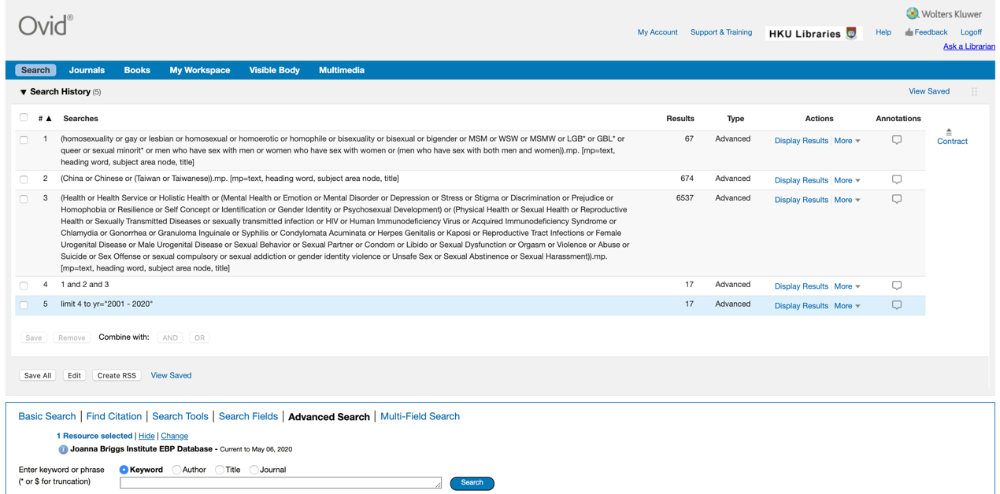 Ovid®
Wolters Kluwer
My Account Support & Training HKU Libraries Help Feedback Logoff
Ask a Librarian
Search Journals Books My Workspace Visible Body Multimedia
▼ Search History (5) View Saved
# ▲ Searches Results Type Actions Annotations
1 (homosexuality or gay or lesbian or homosexual or homoerotic or homophile or bisexuality or bisexual or bigender or MSM or WSW or MSMW or LGB* or GBL* or 67 Advanced Display Results More Contract
queer or sexual minorit* or men who have sex with men or women who have sex with women or (men who have sex with both men and women)).mp. [mp=text,
heading word, subject area node, title]
2 (China or Chinese or (Taiwan or Taiwanese)).mp. [mp=text, heading word, subject area node, title] 674 Advanced Display Results More
3 (Health or Health Service or Holistic Health or (Mental Health or Emotion or Mental Disorder or Depression or Stress or Stigma or Discrimination or Prejudice or 6537 Advanced Display Results More
Homophobia or Resilience or Self Concept or Identification or Gender Identity or Psychosexual Development) or (Physical Health or Sexual Health or Reproductive
Health or Sexually Transmitted Diseases or sexually transmitted infection or HIV or Human Immunodeficiency Virus or Acquired Immunodeficiency Syndrome or
Chlamydia or Gonorrhea or Granuloma Inguinale or Syphilis or Condylomata Acuminata or Herpes Genitalis or Kaposi or Reproductive Tract Infections or Female
Urogenital Disease or Male Urogenital Disease or Sexual Behavior or Sexual Partner or Condom or Libido or Sexual Dysfunction or Orgasm or Violence or Abuse or
Suicide or Sex Offense or sexual compulsory or sexual addiction or gender identity violence or Unsafe Sex or Sexual Abstinence or Sexual Harassment)).mp.
[mp=text, heading word, subject area node, title]
4 1 and 2 and 3 17 Advanced Display Results More
5 limit 4 to yr="2001 - 2020" 17 Advanced Display Results More
Save Remove Combine with: AND OR
Save All Edit Create RSS View Saved
Basic Search | Find Citation | Search Tools | Search Fields | Advanced Search | Multi-Field Search
1 Resource selected | Hide | Change
Joanna Briggs Institute EBP Database - Current to May 06, 2020
Enter keyword or phrase Keyword Author Title Journal
(* or $ for truncation) Search